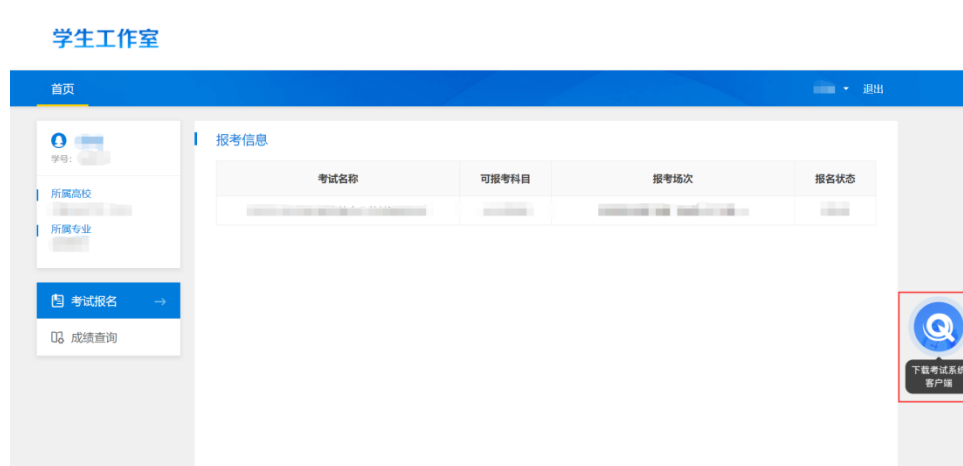 学生工作室
首页
退出
学号：
所属高校
所属专业
考试报名 →
成绩查询
报考信息
考试名称 可报考科目 报考场次 报名状态
下载考试系统
客户端